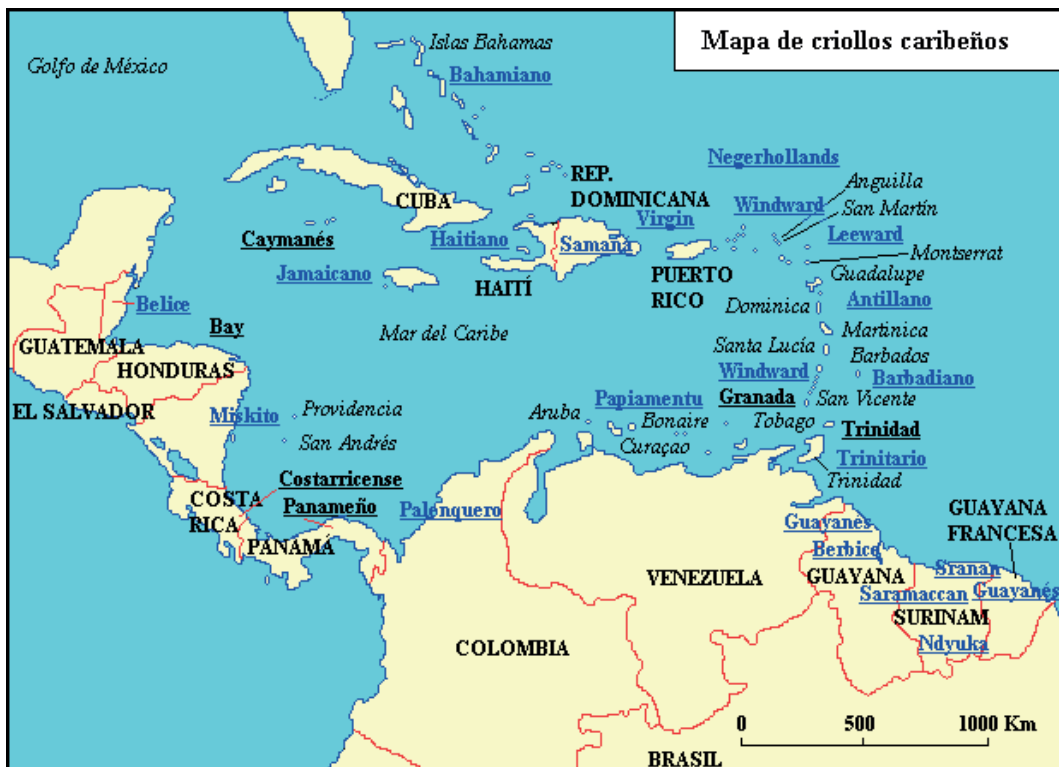 Mapa de criollos caribeños
Islas Bahamas
Golfo de México
Bahamiano
Negerhollands
REP.
DOMINICANA
Anguilla
CUBA
Windward
San Martín
Virgin
Caymanés
Haitiano
Samaná
Leeward
Montserrat
Jamaicano
HAITÍ
PUERTO
RICO
Guadalupe
Belice
Dominica
Antillano
Bay
Mar del Caribe
Martinica
GUATEMALA
Santa Lucía
Barbados
HONDURAS
Windward
Barbadiano
EL SALVADOR
Papiamentu
Granada
San Vicente
Miskito
Providencia
Aruba
Bonaire
Tobago
Trinidad
San Andrés
Curaçao
Trinitario
Costarricense
Trinidad
COSTA
RICA
Panameño
Palenquero
GUAYANA
FRANCESA
Guayanés
PANAMÁ
Berbice
Sranan
VENEZUELA
GUAYANA
Saramaccan
Guayanés
SURINAM
COLOMBIA
Ndyuka
0 500 1000 Km
BRASIL